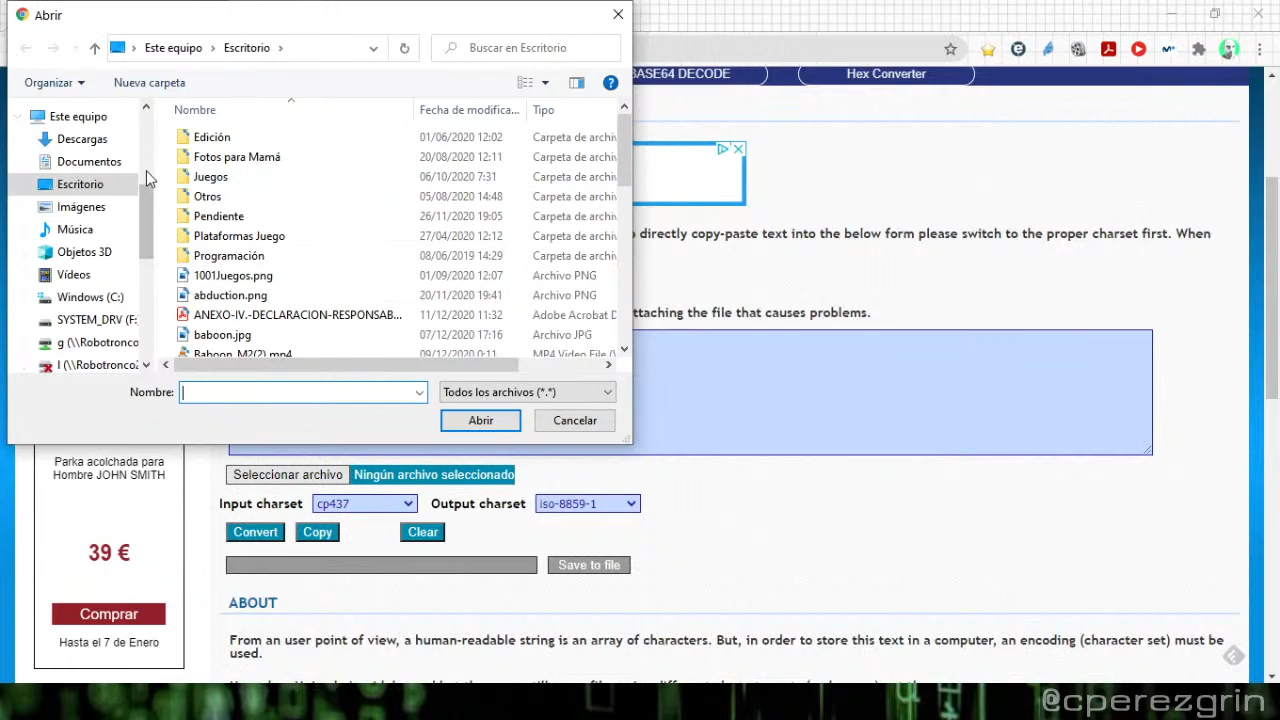 Abrir
Este equipo
Escritorio
Buscar en Escritorio
Organizar
Nueva carpeta
Este equipo
Descargas
Documentos
Escritorio
Imágenes
Música
Objetos 3D
Vídeos
Windows (C:)
SYSTEM_DRV (F:
g (\\Robotronco
l (\\Robotronco2
Nombre Fecha de modifica... Tipo
Edición 01/06/2020 12:02 Carpeta de archi
Fotos para Mamá 20/08/2020 12:11 Carpeta de archi
Juegos 06/10/2020 7:31 Carpeta de archi
Otros 05/08/2020 14:48 Carpeta de archi
Pendiente 26/11/2020 19:05 Carpeta de archi
Plataformas Juego 27/04/2020 12:12 Carpeta de archi
Programación 08/06/2019 14:29 Carpeta de archi
1001Juegos.png 01/09/2020 12:07 Archivo PNG
abduction.png 20/11/2020 19:41 Archivo PNG
ANEXO-IV.-DECLARACION-RESPONSAB... 11/12/2020 11:32 Adobe Acrobat D
baboon.jpg 07/12/2020 17:16 Archivo JPG
Baboon_M2(2).mp4 09/12/2020 0:11 MP4 Video File (
Nombre:
Todos los archivos (*.*)
Abrir
Cancelar
BASE64 DECODE
Hex Converter
directly copy-paste text into the below form please switch to the proper charset first. When
attaching the file that causes problems.
Parka acolchada para
Hombre JOHN SMITH
39 €
Comprar
Hasta el 7 de Enero
Seleccionar archivo Ningún archivo seleccionado
Input charset cp437 Output charset iso-8859-1
Convert Copy Clear
Save to file
ABOUT
From an user point of view, a human-readable string is an array of characters. But, in order to store this text in a computer, an encoding (character set) must be
used.
@cperezgrin